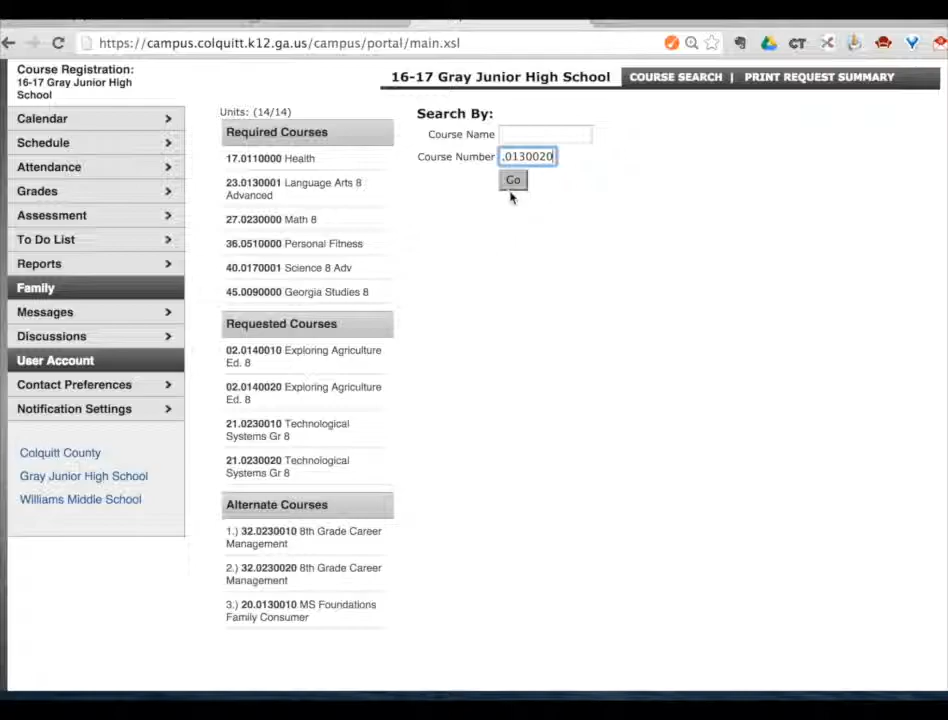 https://campus.colquitt.k12.ga.us/campus/portal/main.xsl
CT
Course Registration:
16-17 Gray Junior High
School
16-17 Gray Junior High School
COURSE SEARCH | PRINT REQUEST SUMMARY
Calendar
Schedule
Attendance
Grades
Assessment
To Do List
Reports
Family
Messages
Discussions
User Account
Contact Preferences
Notification Settings
Colquitt County
Gray Junior High School
Williams Middle School
Units: (14/14)
Required Courses
17.0110000 Health
23.0130001 Language Arts 8
Advanced
27.0230000 Math 8
36.0510000 Personal Fitness
40.0170001 Science 8 Adv
45.0090000 Georgia Studies 8
Requested Courses
02.0140010 Exploring Agriculture
Ed. 8
02.0140020 Exploring Agriculture
Ed. 8
21.0230010 Technological
Systems Gr 8
21.0230020 Technological
Systems Gr 8
Alternate Courses
1.) 32.0230010 8th Grade Career
Management
2.) 32.0230020 8th Grade Career
Management
3.) 20.0130010 MS Foundations
Family Consumer
Search By:
Course Name
Course Number .0130020
Go